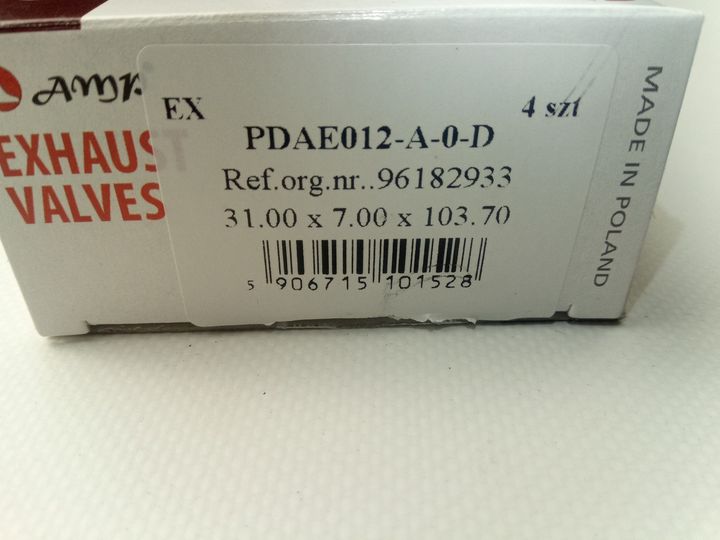 AMP
EXHAUST
VALVES
EX
4 szt
PDAE012-A-0-D
Ref.org.nr..96182933
31.00 x 7.00 x 103.70
5 906715 101528
MADE IN POLAND